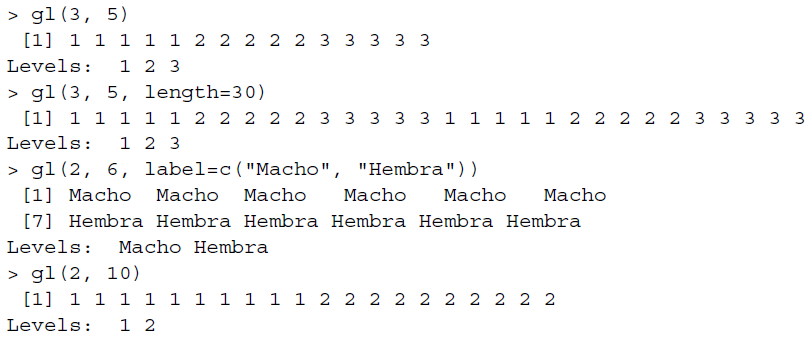 > gl(3, 5)
[1] 1 1 1 1 1 2 2 2 2 2 3 3 3 3 3
Levels: 1 2 3
> gl(3, 5, length=30)
[1] 1 1 1 1 1 2 2 2 2 2 3 3 3 3 3 1 1 1 1 1 2 2 2 2 2 3 3 3 3 3
Levels: 1 2 3
> gl(2, 6, label=c("Macho", "Hembra"))
[1] Macho Macho Macho Macho Macho Macho
[7] Hembra Hembra Hembra Hembra Hembra Hembra
Levels: Macho Hembra
> gl(2, 10)
[1] 1 1 1 1 1 1 1 1 1 1 2 2 2 2 2 2 2 2 2 2
Levels: 1 2